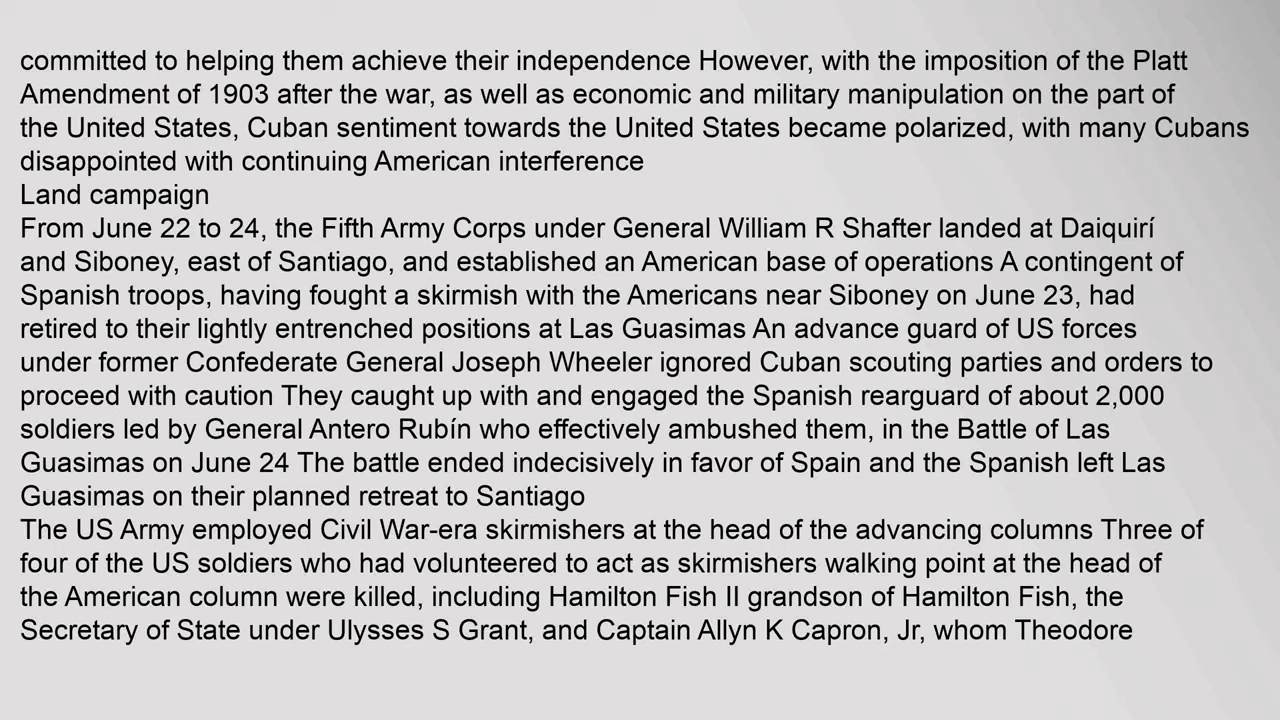 committed to helping them achieve their independence However, with the imposition of the Platt
Amendment of 1903 after the war, as well as economic and military manipulation on the part of
the United States, Cuban sentiment towards the United States became polarized, with many Cubans
disappointed with continuing American interference
Land campaign
From June 22 to 24, the Fifth Army Corps under General William R Shafter landed at Daiquirí
and Siboney, east of Santiago, and established an American base of operations A contingent of
Spanish troops, having fought a skirmish with the Americans near Siboney on June 23, had
retired to their lightly entrenched positions at Las Guasimas An advance guard of US forces
under former Confederate General Joseph Wheeler ignored Cuban scouting parties and orders to
proceed with caution They caught up with and engaged the Spanish rearguard of about 2,000
soldiers led by General Antero Rubín who effectively ambushed them, in the Battle of Las
Guasimas on June 24 The battle ended indecisively in favor of Spain and the Spanish left Las
Guasimas on their planned retreat to Santiago
The US Army employed Civil War-era skirmishers at the head of the advancing columns Three of
four of the US soldiers who had volunteered to act as skirmishers walking point at the head of
the American column were killed, including Hamilton Fish II grandson of Hamilton Fish, the
Secretary of State under Ulysses S Grant, and Captain Allyn K Capron, Jr, whom Theodore